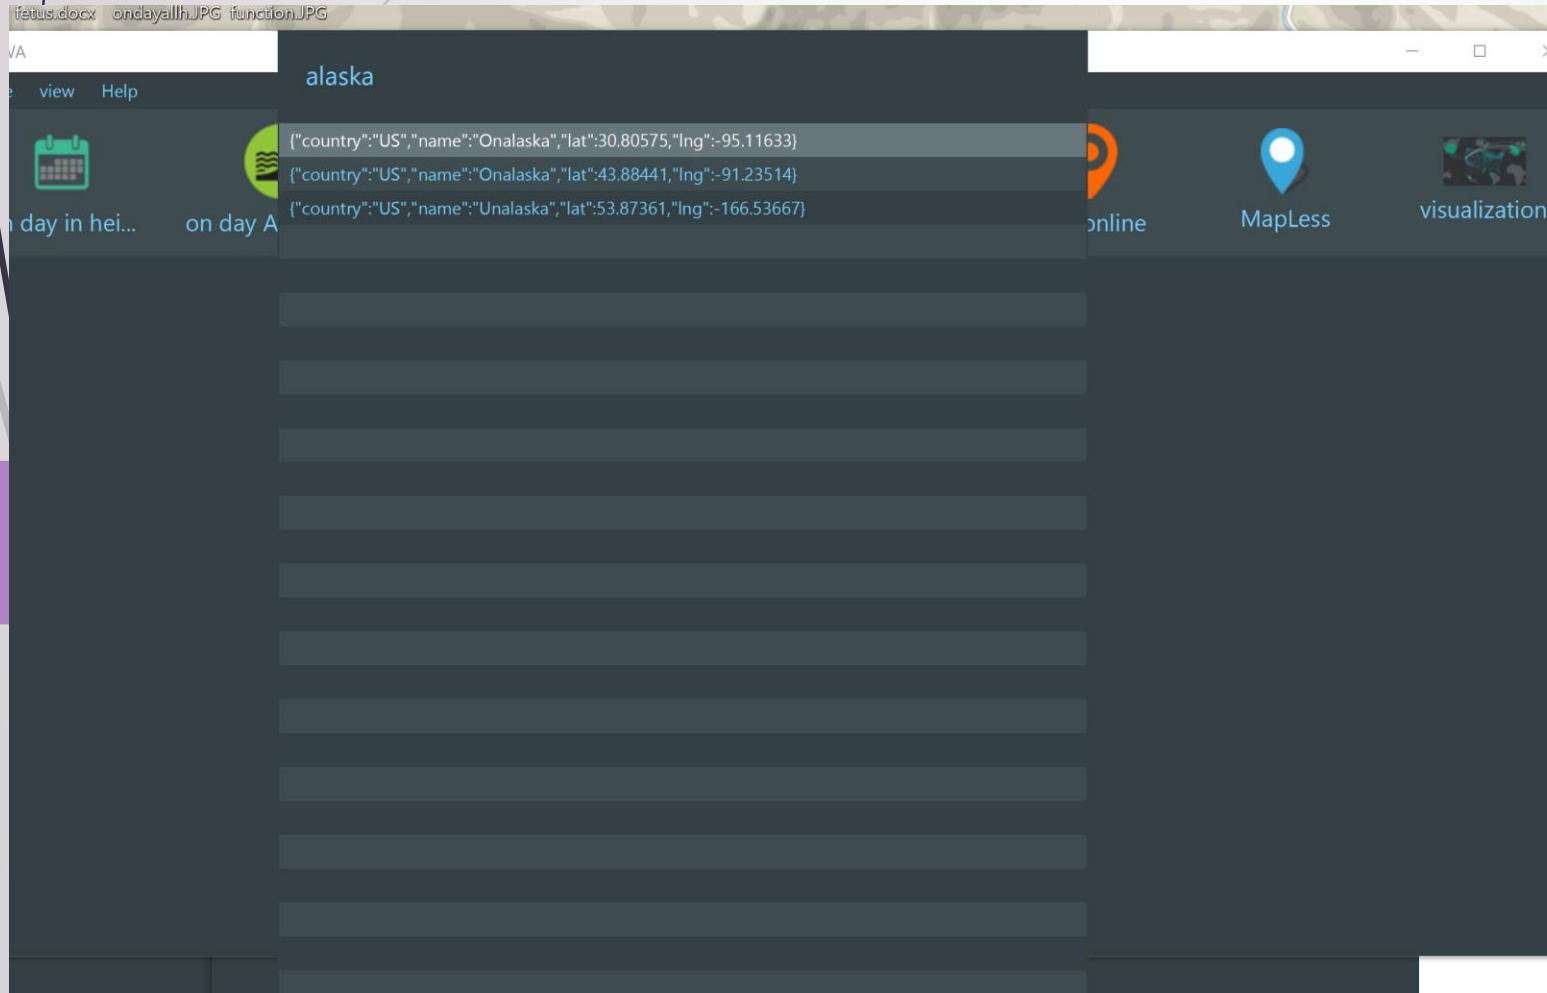 fetus.docx ondayallh.JPG function.JPG
VA
view Help
alaska
{"country":"US","name":"Onalaska","lat":30.80575,"lng":-95.11633}
{"country":"US","name":"Onalaska","lat":43.88441,"lng":-91.23514}
{"country":"US","name":"Unalaska","lat":53.87361,"lng":-166.53667}
day in hei... on day A online MapLess visualization